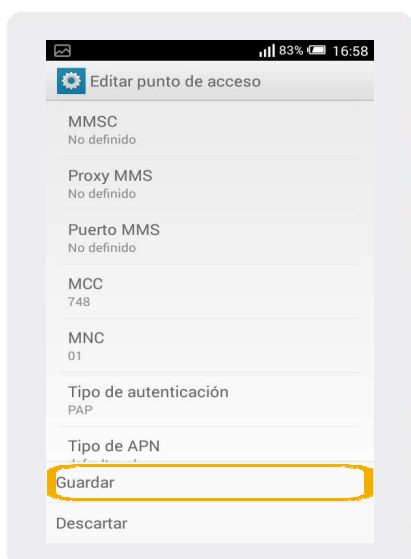 83% 16:58
Editar punto de acceso
MMSC
No definido
Proxy MMS
No definido
Puerto MMS
No definido
MCC
748
MNC
01
Tipo de autenticación
PAP
Tipo de APN
Guardar
Descartar